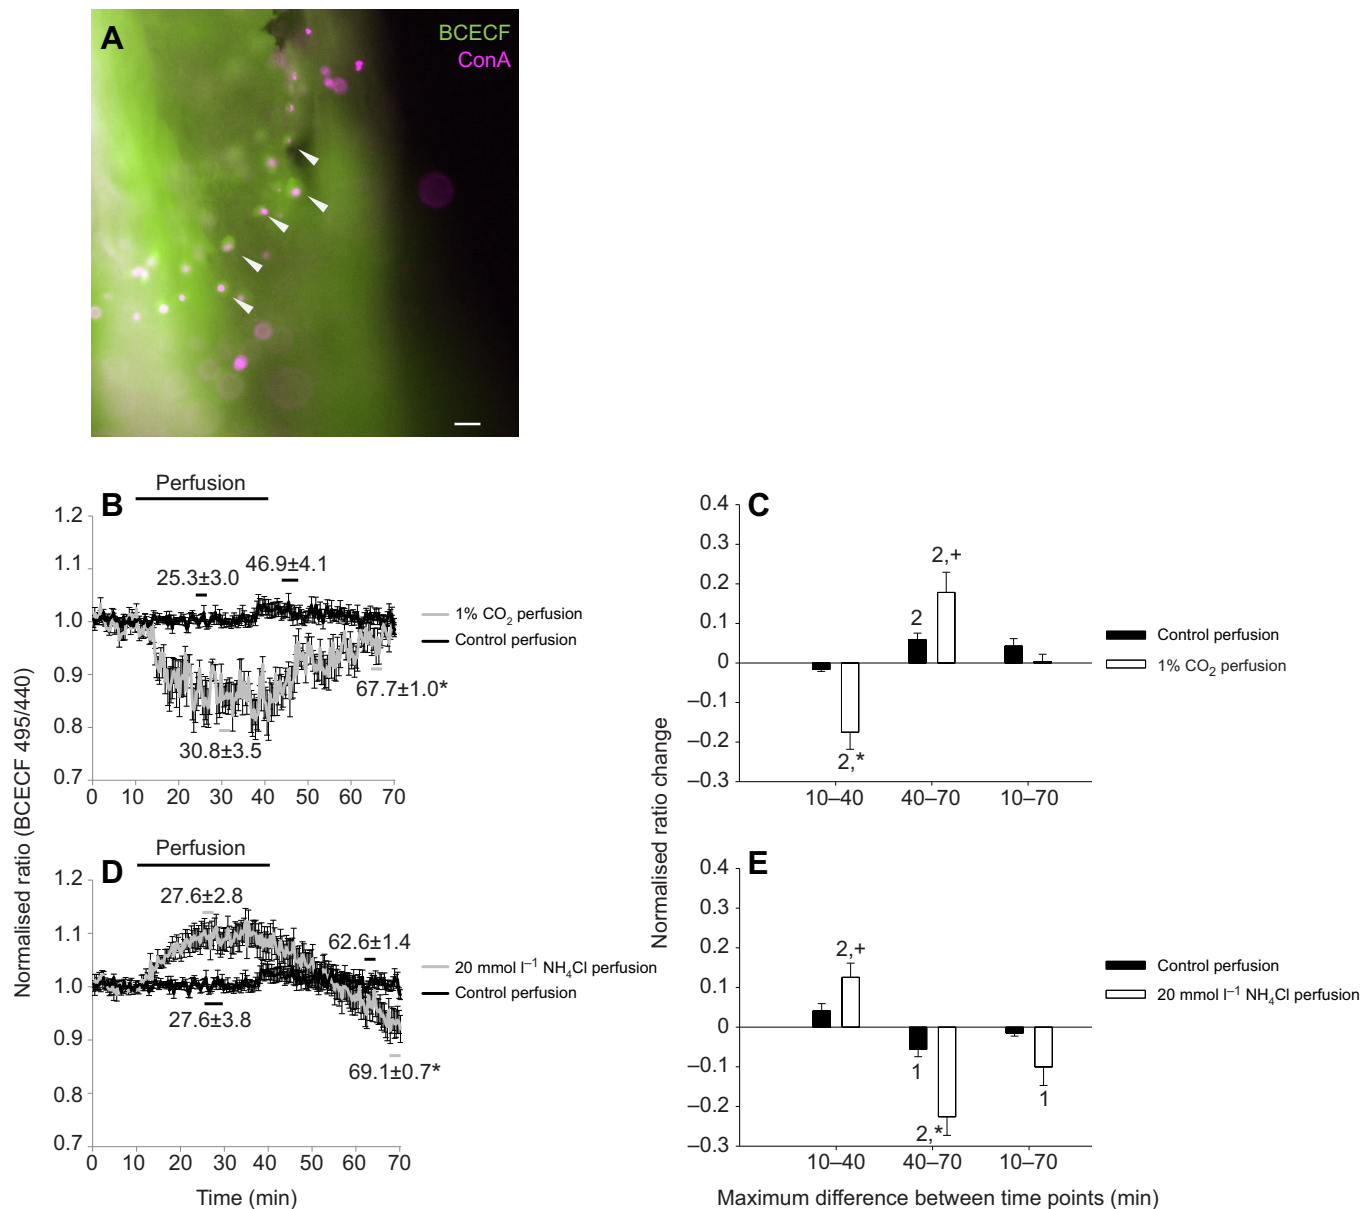 A
BCECF
ConA
Normalised ratio (BCECF 495/440)
Perfusion
B
1.2
1.1
1.0
0.9
0.8
0.7
25.3±3.0
46.9±4.1
30.8±3.5
67.7±1.0*
0 10 20 30 40 50 60 70
1% CO₂ perfusion
Control perfusion
Normalised ratio change
C
0.4
0.3
0.2
0.1
0
–0.1
–0.2
–0.3
2,*
2
2,+
10–40 40–70 10–70
Control perfusion
1% CO₂ perfusion
Perfusion
D
1.2
1.1
1.0
0.9
0.8
0.7
27.6±2.8
62.6±1.4
27.6±3.8
69.1±0.7*
0 10 20 30 40 50 60 70
Time (min)
20 mmol l⁻¹ NH₄Cl perfusion
Control perfusion
E
0.4
0.3
0.2
0.1
0
–0.1
–0.2
–0.3
2,+
1
2,*
1
10–40 40–70 10–70
Maximum difference between time points (min)
Control perfusion
20 mmol l⁻¹ NH₄Cl perfusion